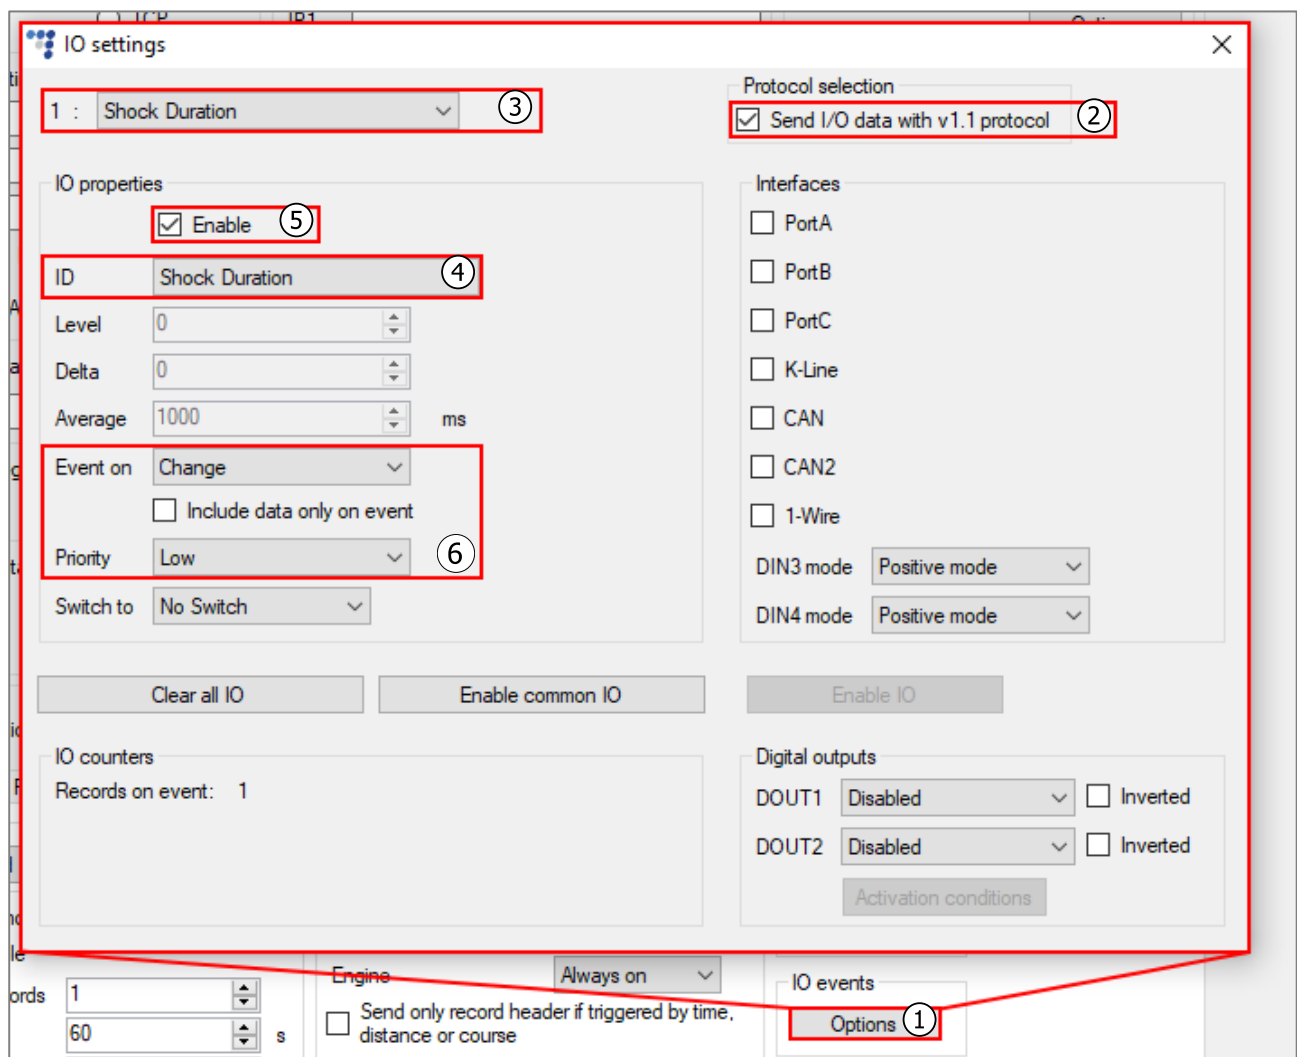 TCP
IP1
IO settings
1 : Shock Duration ③
Protocol selection
Send I/O data with v1.1 protocol ②
IO properties
Enable ⑤
ID Shock Duration ④
Level 0
Delta 0
Average 1000 ms
Event on Change
Include data only on event
Priority Low ⑥
Switch to No Switch
Interfaces
PortA
PortB
PortC
K-Line
CAN
CAN2
1-Wire
DIN3 mode Positive mode
DIN4 mode Positive mode
Clear all IO
Enable common IO
Enable IO
IO counters
Records on event: 1
Digital outputs
DOUT1 Disabled Inverted
DOUT2 Disabled Inverted
Activation conditions
le
ords 1
60 s
Engine Always on
Send only record header if triggered by time,
distance or course
IO events
Options ①